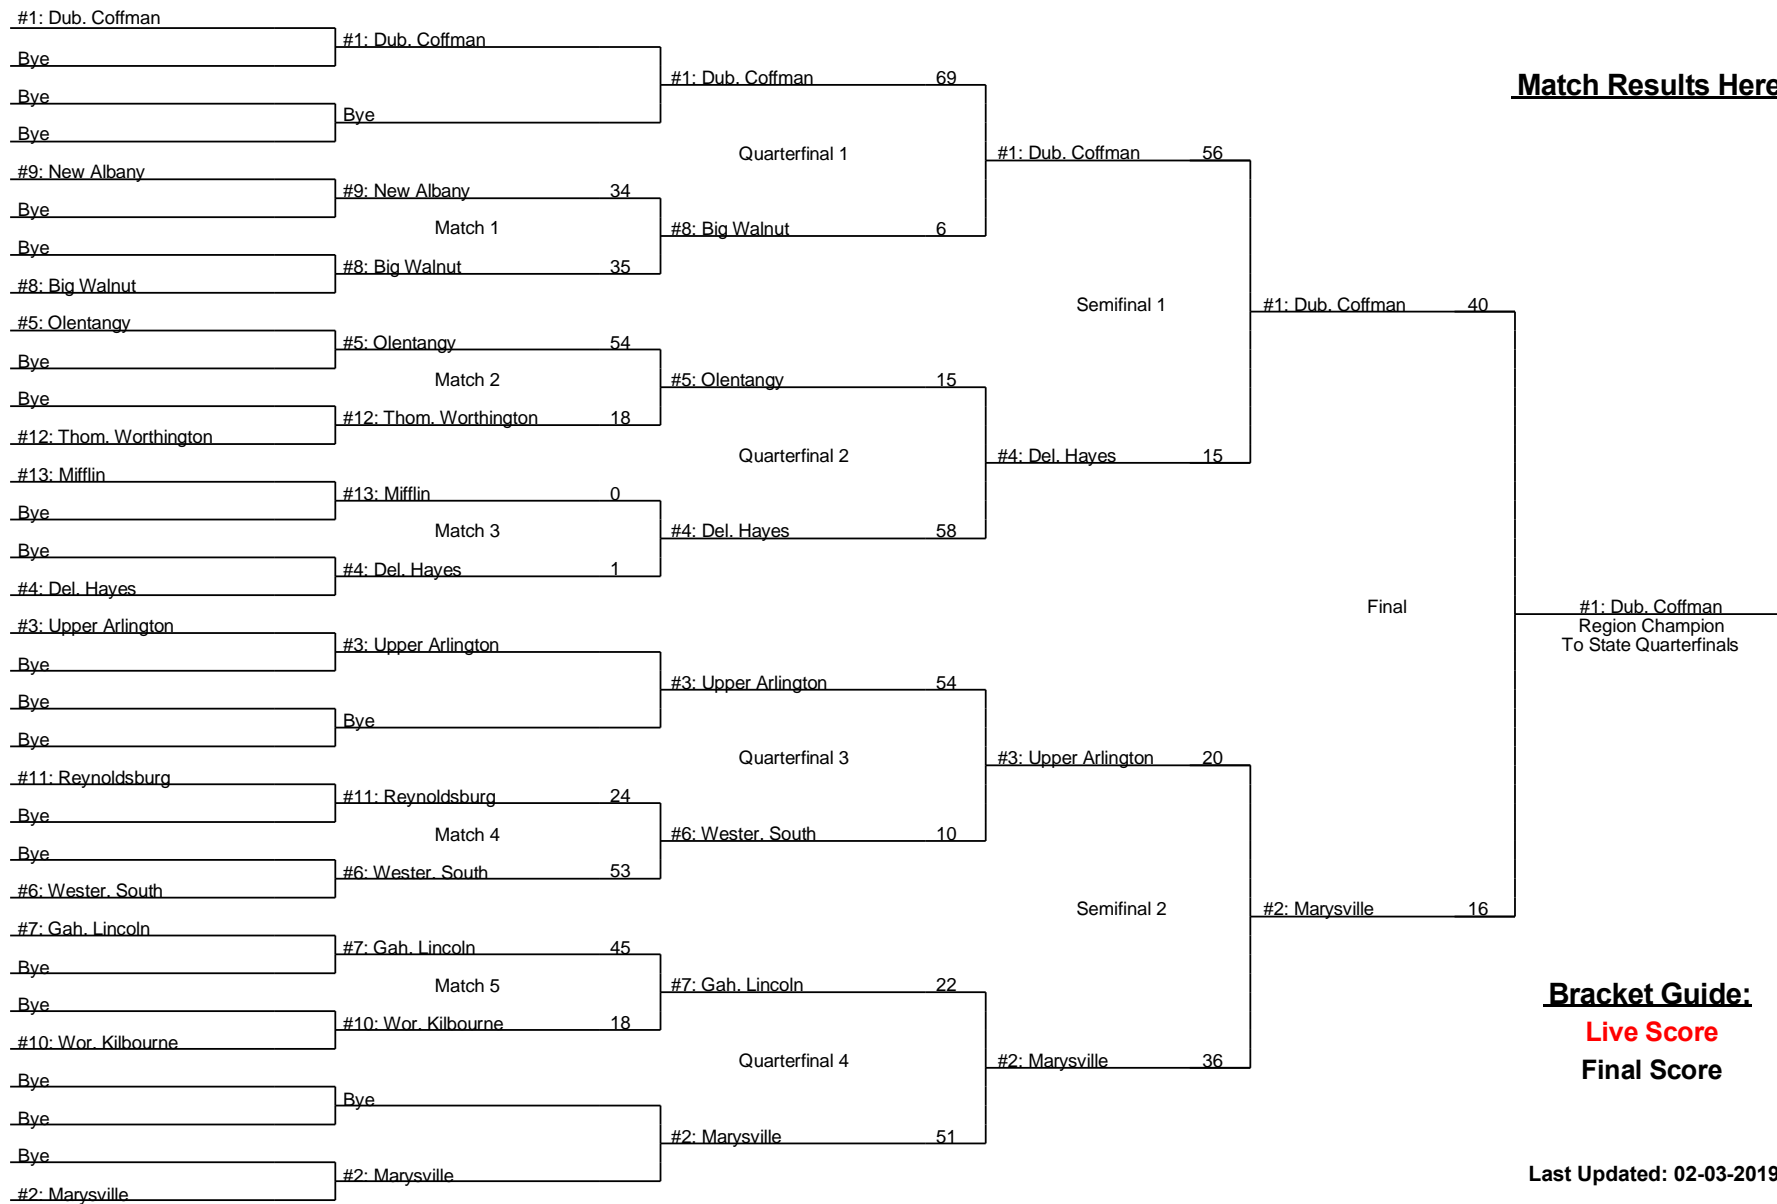 #1: Dub. Coffman
Bye
Bye
Bye
#9: New Albany
Bye
Bye
#8: Big Walnut
#5: Olentangy
Bye
Bye
#12: Thom. Worthington
#13: Mifflin
Bye
Bye
#4: Del. Hayes
#3: Upper Arlington
Bye
Bye
Bye
#11: Reynoldsburg
Bye
Bye
#6: Wester. South
#7: Gah. Lincoln
Bye
Bye
#10: Wor. Kilbourne
Bye
Bye
Bye
#2: Marysville
#1: Dub. Coffman
Bye
#9: New Albany 34
Match 1
#8: Big Walnut 35
#5: Olentangy 54
Match 2
#12: Thom. Worthington 18
#13: Mifflin 0
Match 3
#4: Del. Hayes 1
#3: Upper Arlington
Bye
#11: Reynoldsburg 24
Match 4
#6: Wester. South 53
#7: Gah. Lincoln 45
Match 5
#10: Wor. Kilbourne 18
Bye
#2: Marysville
#1: Dub. Coffman 69
Quarterfinal 1
#8: Big Walnut 6
#5: Olentangy 15
Quarterfinal 2
#4: Del. Hayes 58
#3: Upper Arlington 54
Quarterfinal 3
#6: Wester. South 10
#7: Gah. Lincoln 22
Quarterfinal 4
#2: Marysville 51
#1: Dub. Coffman 56
Semifinal 1
#4: Del. Hayes 15
#3: Upper Arlington 20
Semifinal 2
#2: Marysville 36
#1: Dub. Coffman 40
Final
#2: Marysville 16
Match Results Here
#1: Dub. Coffman
Region Champion
To State Quarterfinals
Bracket Guide:
Live Score
Final Score
Last Updated: 02-03-2019